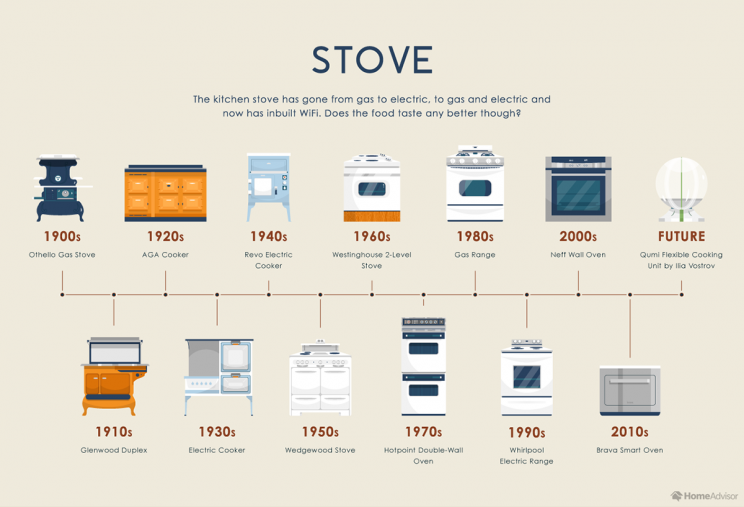 STOVE
The kitchen stove has gone from gas to electric, to gas and electric and
now has inbuilt WiFi. Does the food taste any better though?
1900s
Othello Gas Stove
1920s
AGA Cooker
1940s
Revo Electric
Cooker
1960s
Westinghouse 2-Level
Stove
1980s
Gas Range
2000s
Neff Wall Oven
FUTURE
Qumi Flexible Cooking
Unit by Ilia Vostrov
1910s
Glenwood Duplex
1930s
Electric Cooker
1950s
Wedgewood Stove
1970s
Hotpoint Double-Wall
Oven
1990s
Whirlpool
Electric Range
2010s
Brava Smart Oven
HomeAdvisor